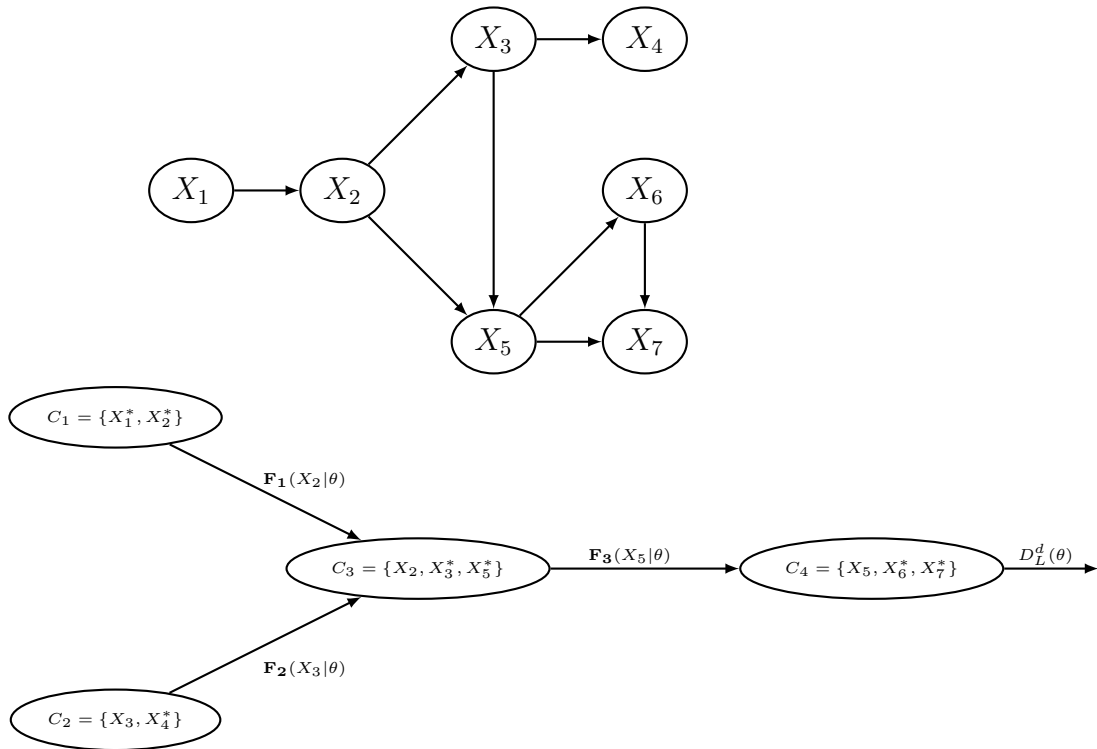 X₃
X₄
X₁
X₂
X₆
X₅
X₇
C₁ = {X₁*, X₂*}
F₁(X₂|θ)
C₃ = {X₂, X₃*, X₅*}
F₃(X₅|θ)
C₄ = {X₅, X₆*, X₇*}
D_L^d(θ)
F₂(X₃|θ)
C₂ = {X₃, X₄*}